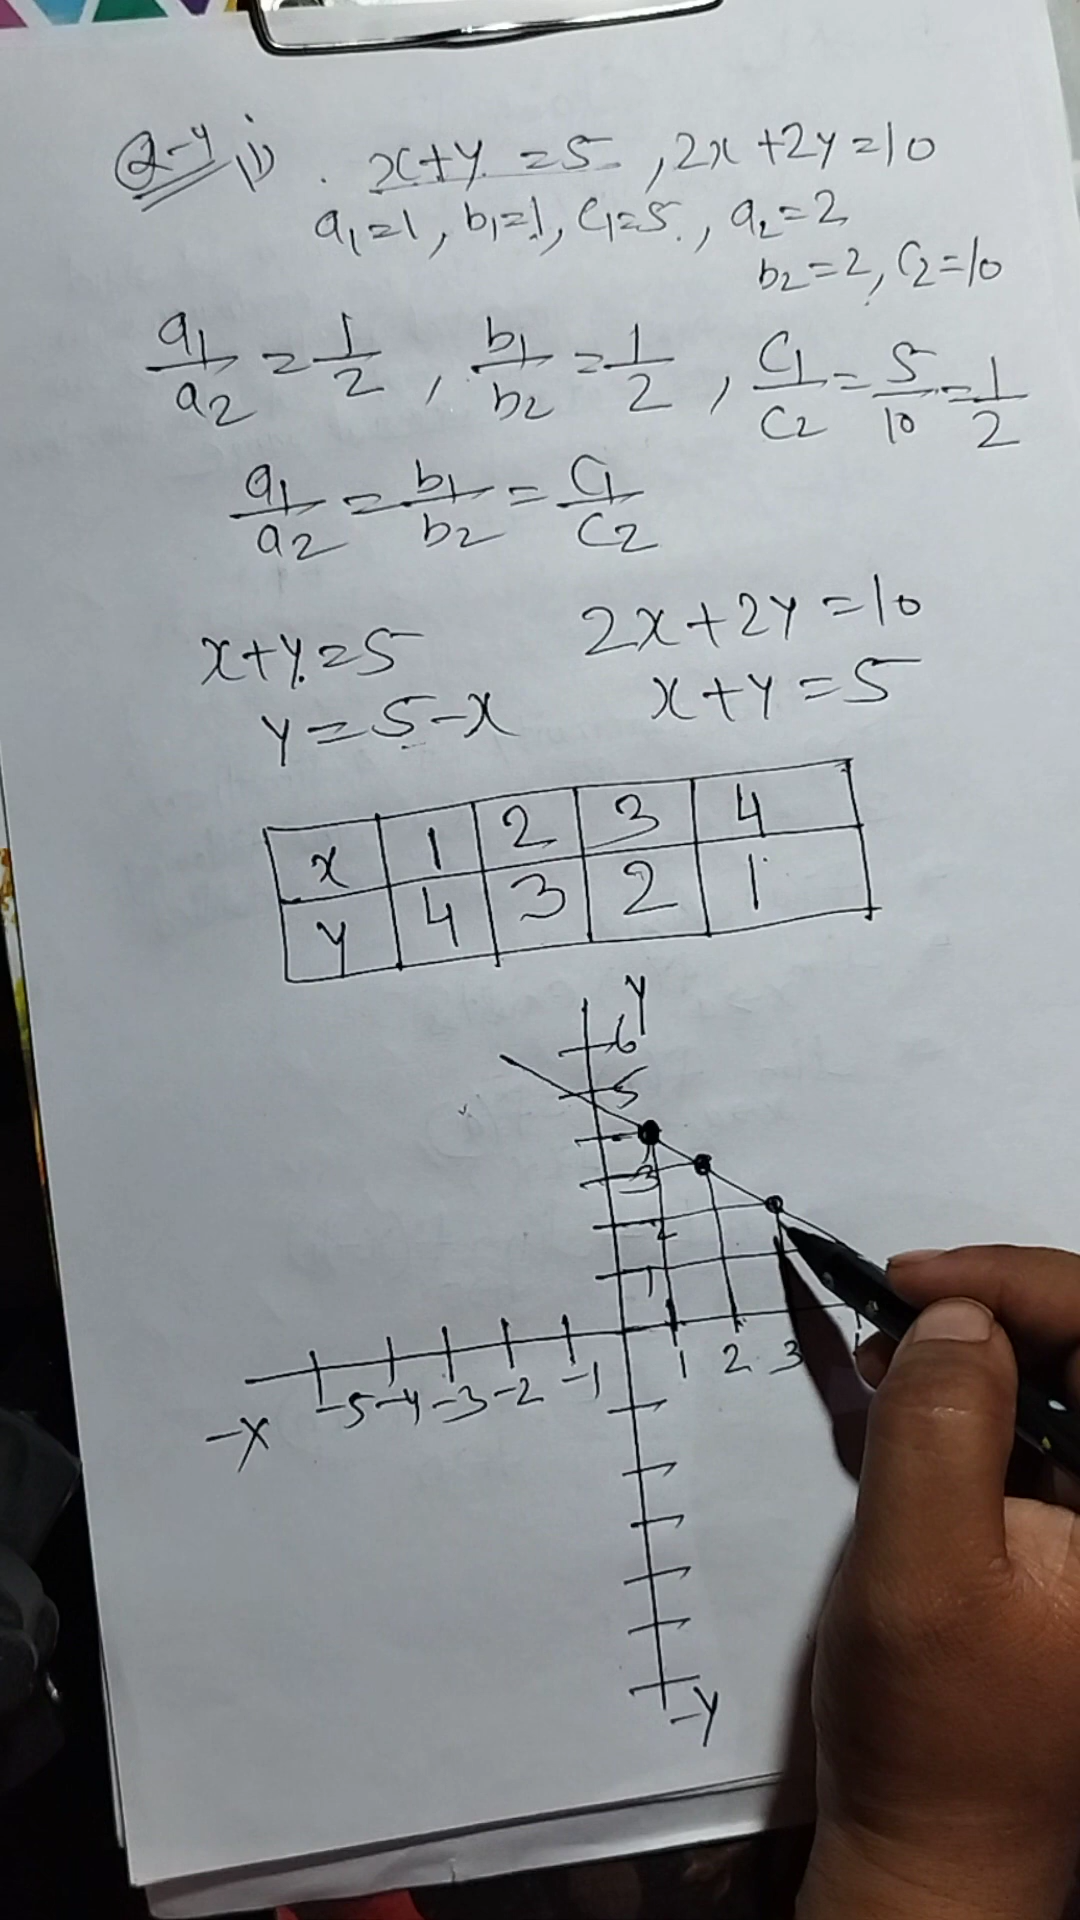 Q-4 i) x+y=5, 2x+2y=10
a₁=1, b₁=1, c₁=5, a₂=2
b₂=2, c₂=10
a₁/a₂=1/2, b₁/b₂=1/2, c₁/c₂=5/10=1/2
a₁/a₂=b₁/b₂=c₁/c₂
x+y=5 2x+2y=10
y=5-x x+y=5
x 1 2 3 4
y 4 3 2 1
y
6
5
3
2
1
-5 -4 -3 -2 -1 1 2 3
-x
-y